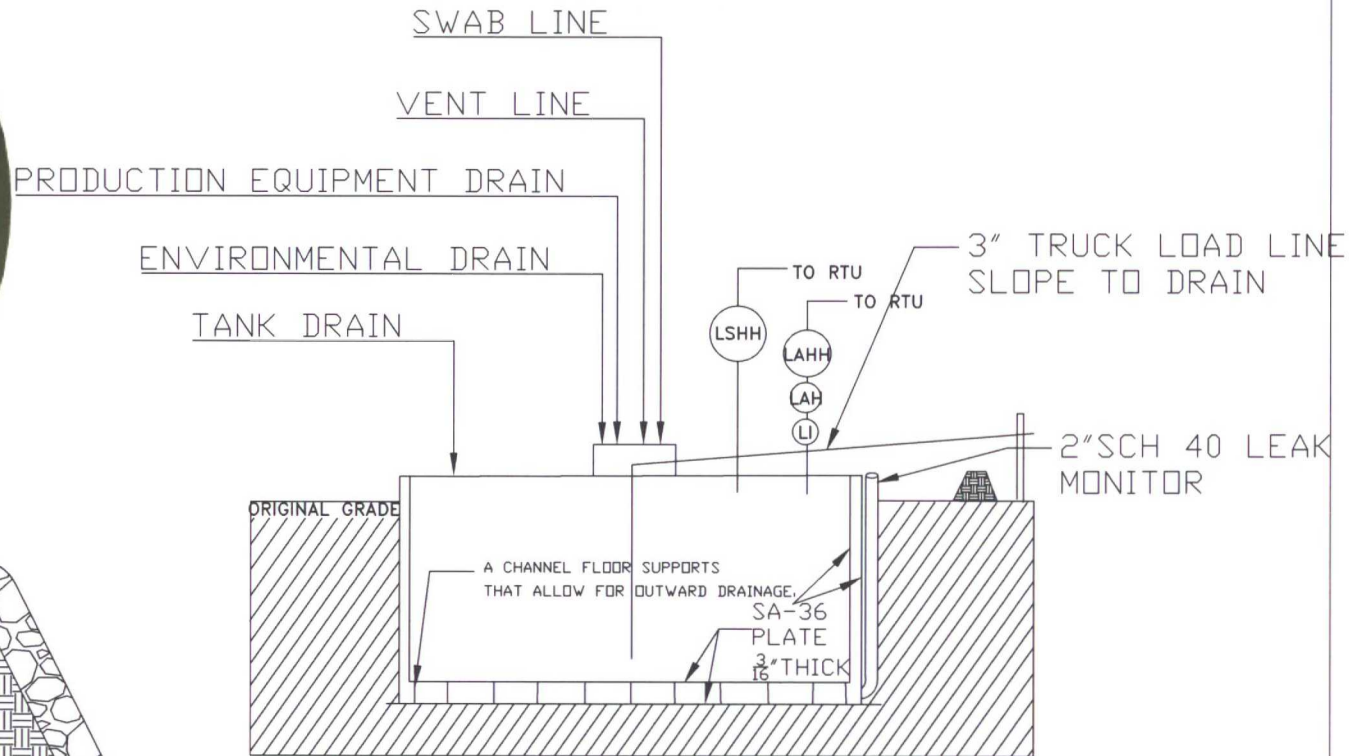 SWAB LINE
VENT LINE
PRODUCTION EQUIPMENT DRAIN
ENVIRONMENTAL DRAIN
TANK DRAIN
TO RTU
TO RTU
3" TRUCK LOAD LINE
SLOPE TO DRAIN
LSHH
LAHH
LAH
LI
2"SCH 40 LEAK
MONITOR
ORIGINAL GRADE
A CHANNEL FLOOR SUPPORTS
THAT ALLOW FOR OUTWARD DRAINAGE.
SA-36
PLATE
3/16" THICK